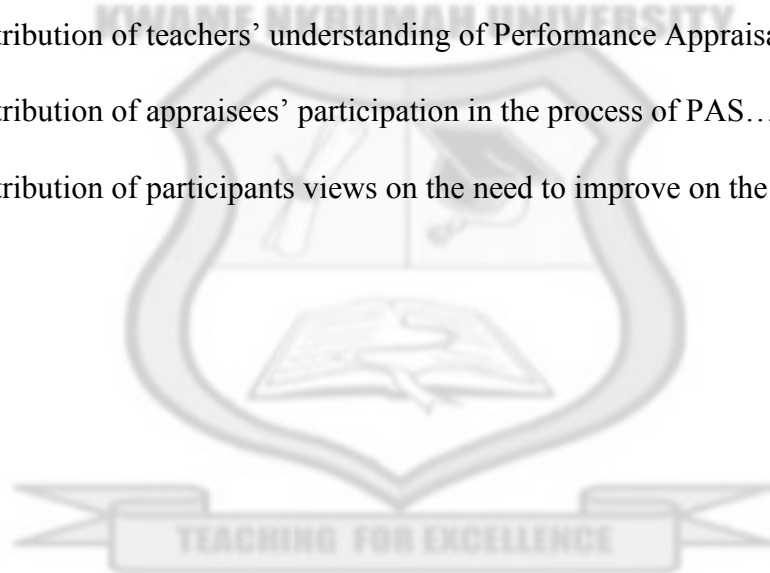 KWAME NKRUMAH UNIVERSITY
tribution of teachers’ understanding of Performance Appraisa
tribution of appraisees’ participation in the process of PAS…
tribution of participants views on the need to improve on the
TEACHING FOR EXCELLENCE